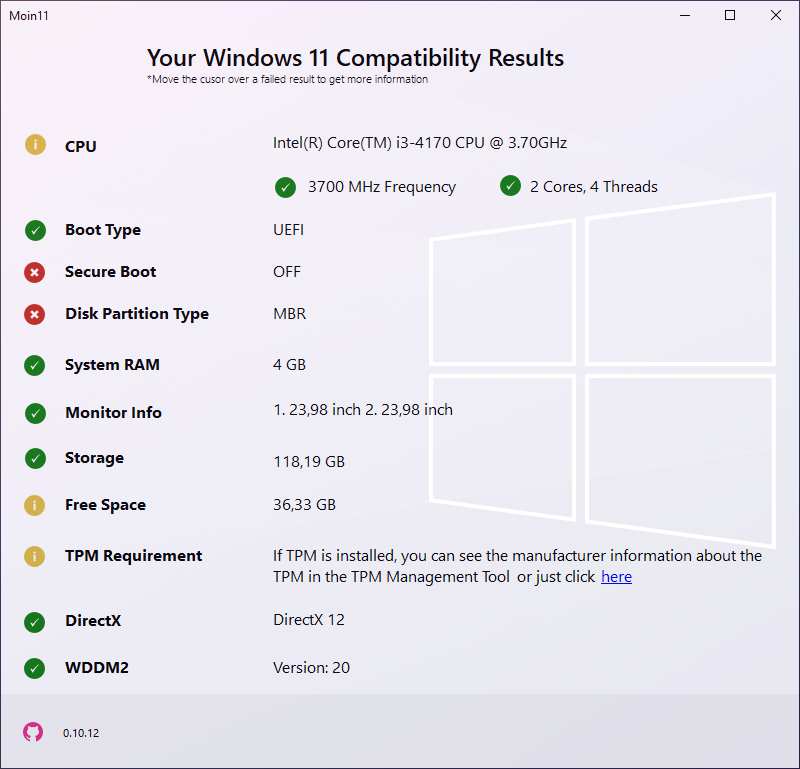 Moin11
Your Windows 11 Compatibility Results
*Move the cusor over a failed result to get more information
CPU
Intel(R) Core(TM) i3-4170 CPU @ 3.70GHz
3700 MHz Frequency
2 Cores, 4 Threads
Boot Type
UEFI
Secure Boot
OFF
Disk Partition Type
MBR
System RAM
4 GB
Monitor Info
1. 23,98 inch 2. 23,98 inch
Storage
118,19 GB
Free Space
36,33 GB
TPM Requirement
If TPM is installed, you can see the manufacturer information about the
TPM in the TPM Management Tool or just click here
DirectX
DirectX 12
WDDM2
Version: 20
0.10.12